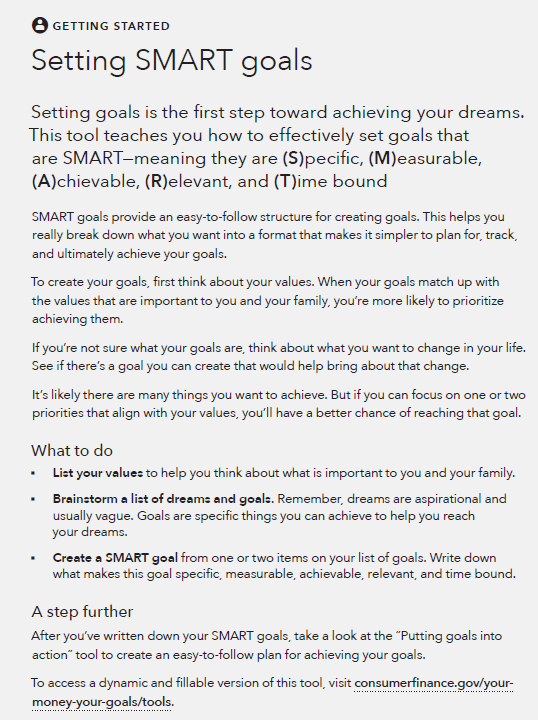 GETTING STARTED
Setting SMART goals
Setting goals is the first step toward achieving your dreams.
This tool teaches you how to effectively set goals that
are SMART—meaning they are (S)pecific, (M)easurable,
(A)chievable, (R)elevant, and (T)ime bound
SMART goals provide an easy-to-follow structure for creating goals. This helps you
really break down what you want into a format that makes it simpler to plan for, track,
and ultimately achieve your goals.
To create your goals, first think about your values. When your goals match up with
the values that are important to you and your family, you're more likely to prioritize
achieving them.
If you're not sure what your goals are, think about what you want to change in your life.
See if there's a goal you can create that would help bring about that change.
It's likely there are many things you want to achieve. But if you can focus on one or two
priorities that align with your values, you'll have a better chance of reaching that goal.
What to do
▪ List your values to help you think about what is important to you and your family.
▪ Brainstorm a list of dreams and goals. Remember, dreams are aspirational and
usually vague. Goals are specific things you can achieve to help you reach
your dreams.
▪ Create a SMART goal from one or two items on your list of goals. Write down
what makes this goal specific, measurable, achievable, relevant, and time bound.
A step further
After you've written down your SMART goals, take a look at the "Putting goals into
action" tool to create an easy-to-follow plan for achieving your goals.
To access a dynamic and fillable version of this tool, visit consumerfinance.gov/your-
money-your-goals/tools.